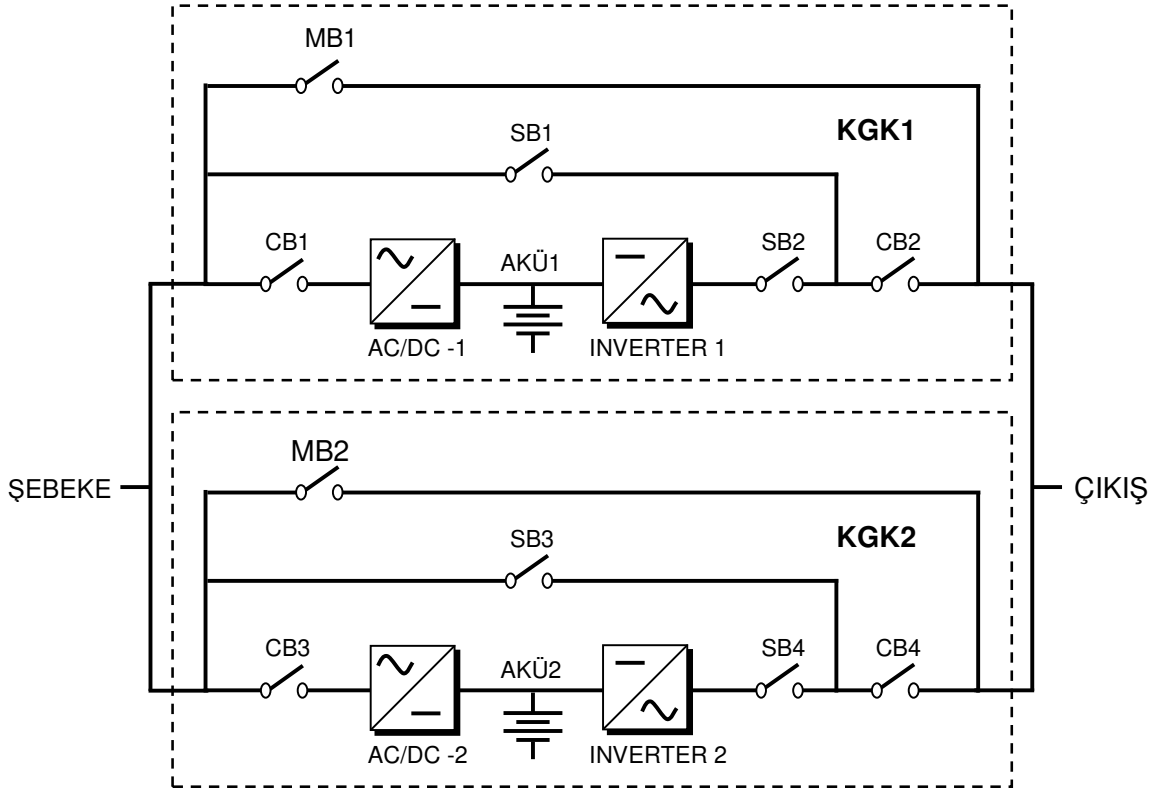 MB1
SB1
KGK1
CB1
AKÜ1
SB2
CB2
AC/DC -1
INVERTER 1
MB2
ŞEBEKE
ÇIKIŞ
SB3
KGK2
CB3
AKÜ2
SB4
CB4
AC/DC -2
INVERTER 2